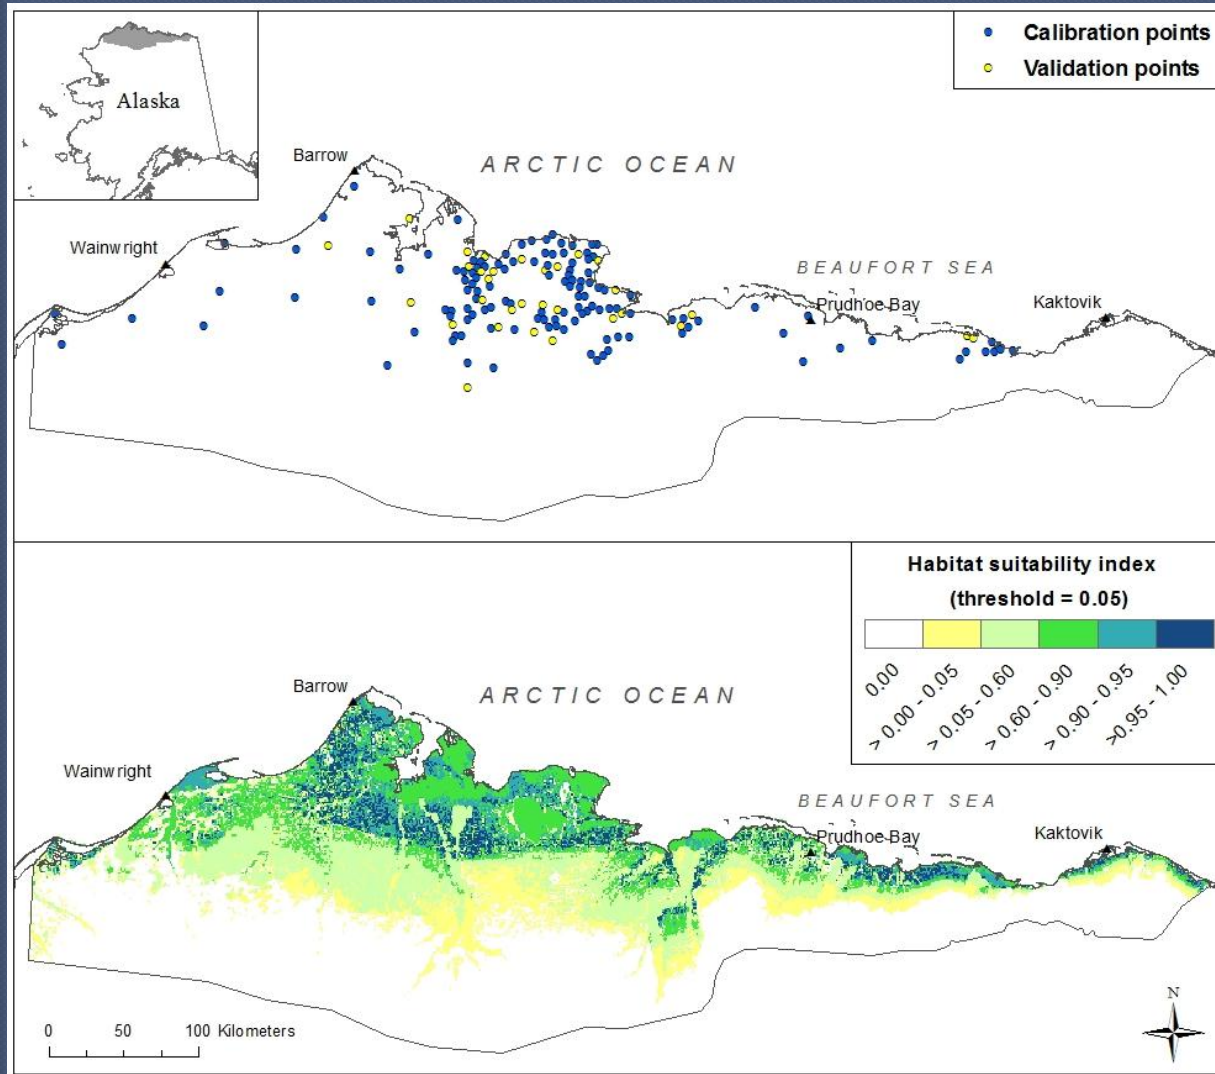 Alaska
Calibration points
Validation points
Barrow
ARCTIC OCEAN
Wainwright
BEAUFORT SEA
Prudhoe Bay
Kaktovik
Habitat suitability index
(threshold = 0.05)
0.00
> 0.00 - 0.05
> 0.05 - 0.60
> 0.60 - 0.90
> 0.90 - 0.95
>0.95 - 1.00
Barrow
ARCTIC OCEAN
Wainwright
BEAUFORT SEA
Prudhoe Bay
Kaktovik
N
0 50 100 Kilometers